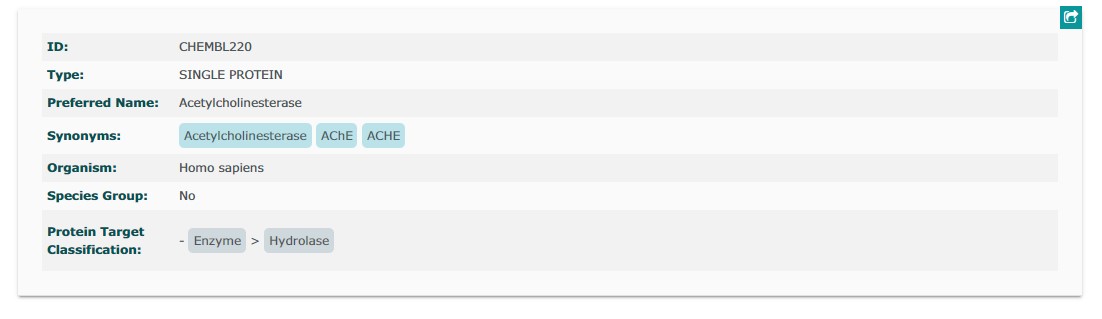 ID: CHEMBL220
Type: SINGLE PROTEIN
Preferred Name: Acetylcholinesterase
Synonyms: Acetylcholinesterase AChE ACHE
Organism: Homo sapiens
Species Group: No
Protein Target
Classification: - Enzyme > Hydrolase